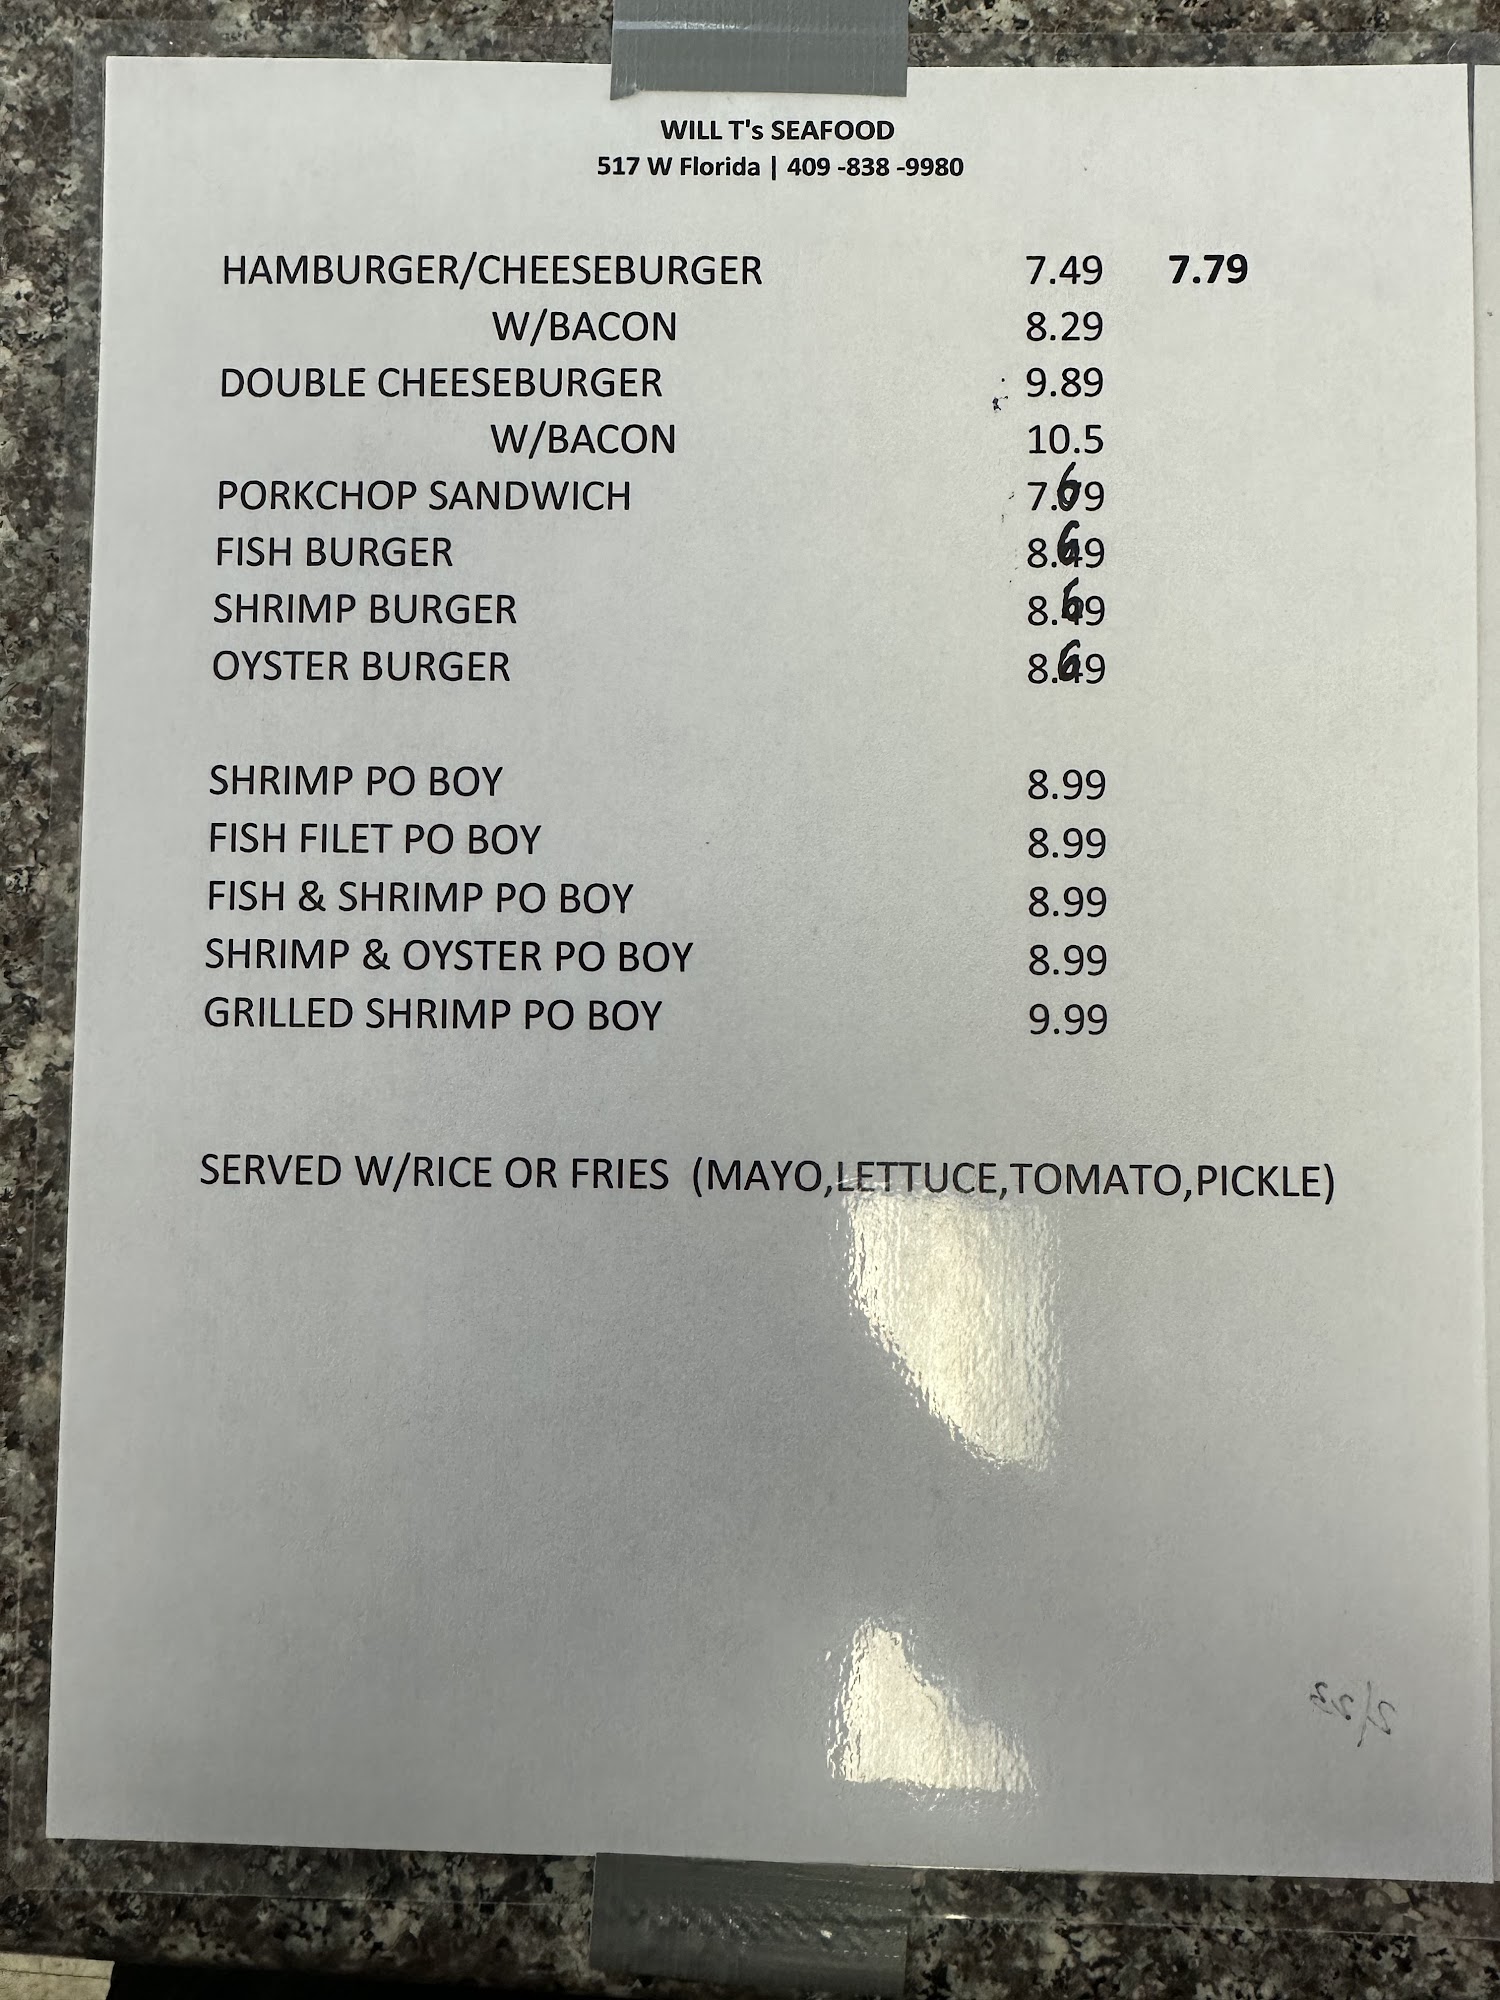 WILL T's SEAFOOD
517 W Florida | 409 -838 -9980
HAMBURGER/CHEESEBURGER 7.49 7.79
W/BACON 8.29
DOUBLE CHEESEBURGER 9.89
W/BACON 10.5
PORKCHOP SANDWICH 7.69
FISH BURGER 8.69
SHRIMP BURGER 8.69
OYSTER BURGER 8.69
SHRIMP PO BOY 8.99
FISH FILET PO BOY 8.99
FISH & SHRIMP PO BOY 8.99
SHRIMP & OYSTER PO BOY 8.99
GRILLED SHRIMP PO BOY 9.99
SERVED W/RICE OR FRIES (MAYO,LETTUCE,TOMATO,PICKLE)
2/23